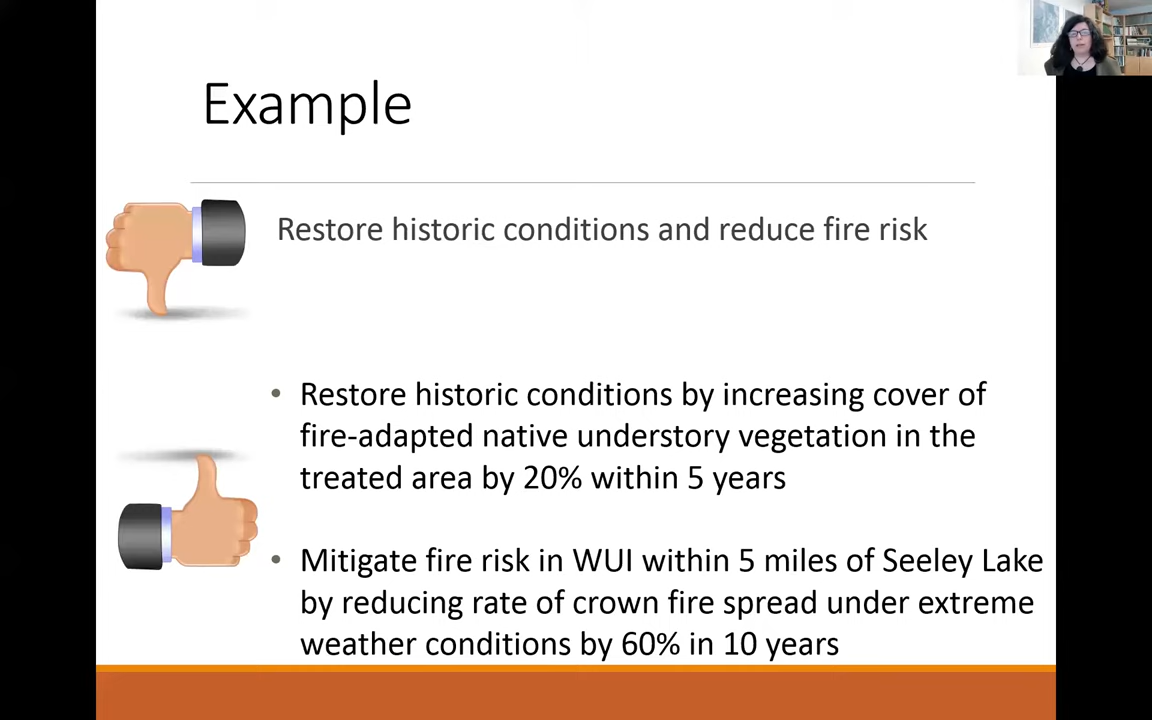 Example
Restore historic conditions and reduce fire risk
• Restore historic conditions by increasing cover of
fire-adapted native understory vegetation in the
treated area by 20% within 5 years
• Mitigate fire risk in WUI within 5 miles of Seeley Lake
by reducing rate of crown fire spread under extreme
weather conditions by 60% in 10 years